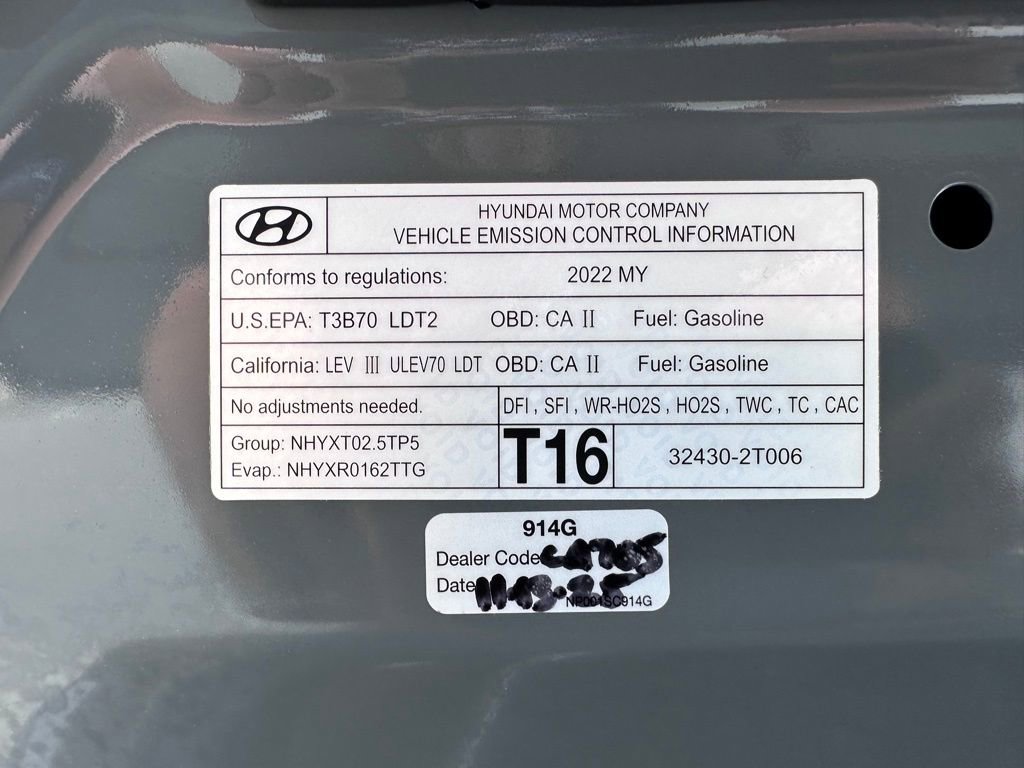 HYUNDAI MOTOR COMPANY
VEHICLE EMISSION CONTROL INFORMATION
Conforms to regulations: 2022 MY
U.S.EPA: T3B70 LDT2 OBD: CA II Fuel: Gasoline
California: LEV III ULEV70 LDT OBD: CA II Fuel: Gasoline
No adjustments needed. DFI , SFI , WR-HO2S , HO2S , TWC , TC , CAC
Group: NHYXT02.5TP5
Evap.: NHYXR0162TTG
T16
32430-2T006
914G
Dealer Code
Date
NP001SC914G